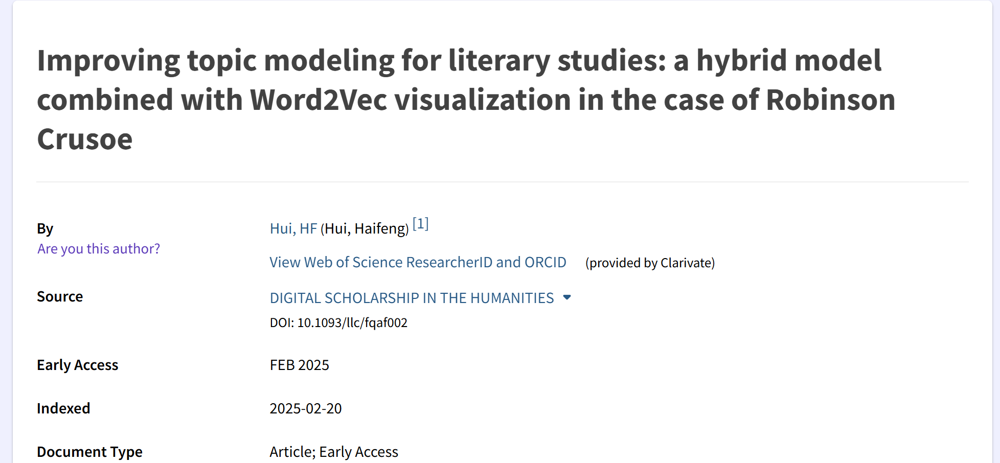 Improving topic modeling for literary studies: a hybrid model
combined with Word2Vec visualization in the case of Robinson
Crusoe
By
Hui, HF (Hui, Haifeng) [1]
Are you this author?
View Web of Science ResearcherID and ORCID (provided by Clarivate)
Source
DIGITAL SCHOLARSHIP IN THE HUMANITIES
DOI: 10.1093/llc/fqaf002
Early Access
FEB 2025
Indexed
2025-02-20
Document Type
Article; Early Access